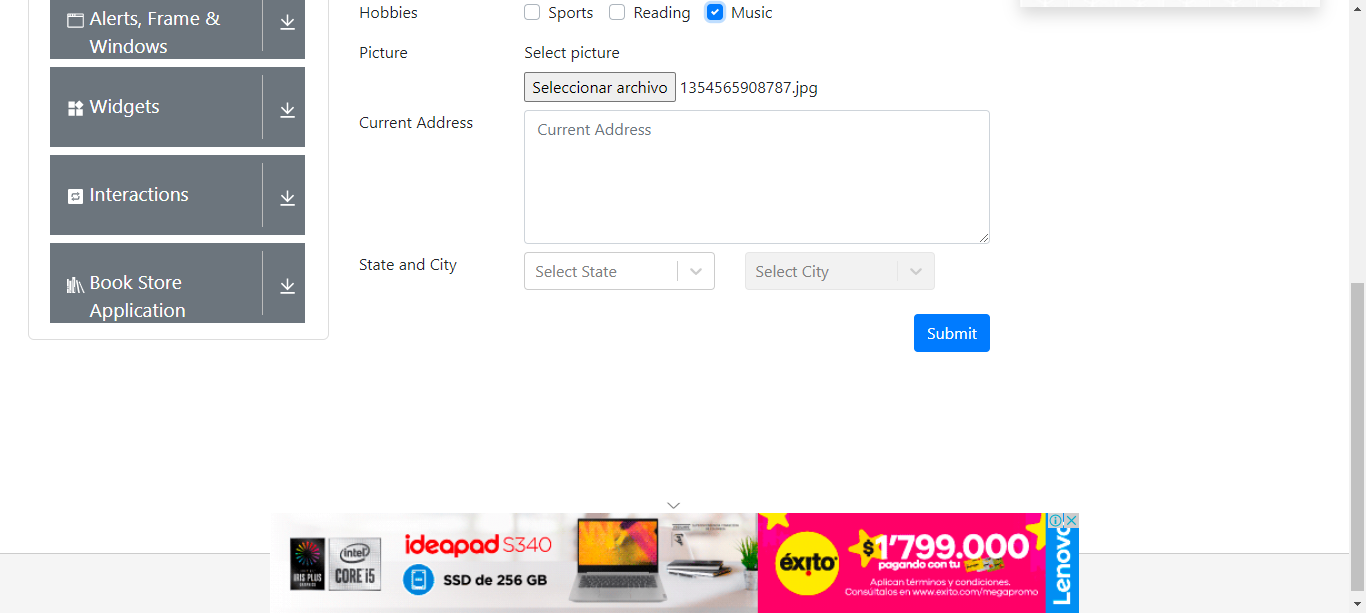 Alerts, Frame &
Windows
Widgets
Interactions
Book Store
Application
Hobbies
Sports
Reading
Music
Picture
Select picture
Seleccionar archivo
1354565908787.jpg
Current Address
Current Address
State and City
Select State
Select City
Submit
IRIS PLUS
intel
CORE i5
ideapad S340
SSD de 256 GB
éxito
$1'799.000
pagando con tu
Aplican términos y condiciones.
Consúltalos en www.exito.com/megapromo
Lenovo